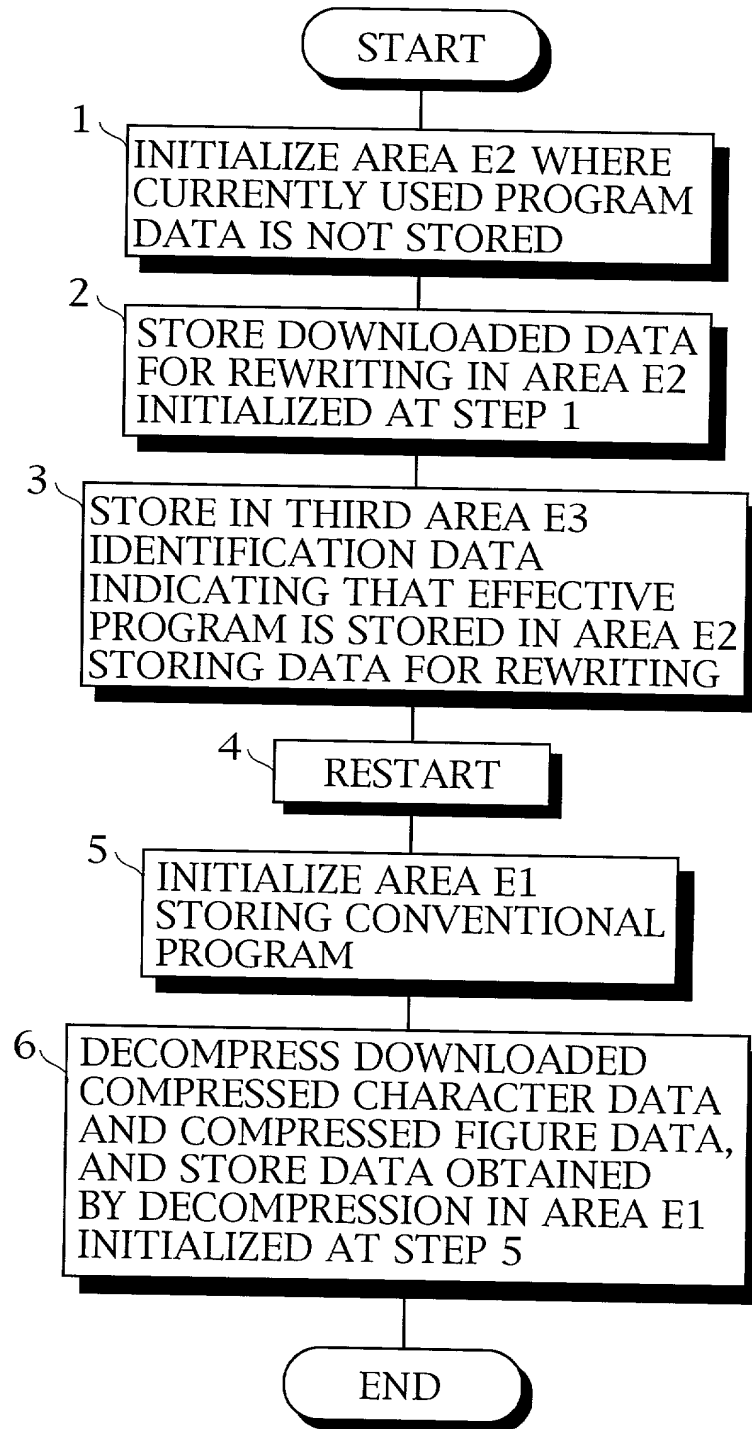 START
1
INITIALIZE AREA E2 WHERE
CURRENTLY USED PROGRAM
DATA IS NOT STORED
2
STORE DOWNLOADED DATA
FOR REWRITING IN AREA E2
INITIALIZED AT STEP 1
3
STORE IN THIRD AREA E3
IDENTIFICATION DATA
INDICATING THAT EFFECTIVE
PROGRAM IS STORED IN AREA E2
STORING DATA FOR REWRITING
4
RESTART
5
INITIALIZE AREA E1
STORING CONVENTIONAL
PROGRAM
6
DECOMPRESS DOWNLOADED
COMPRESSED CHARACTER DATA
AND COMPRESSED FIGURE DATA,
AND STORE DATA OBTAINED
BY DECOMPRESSION IN AREA E1
INITIALIZED AT STEP 5
END